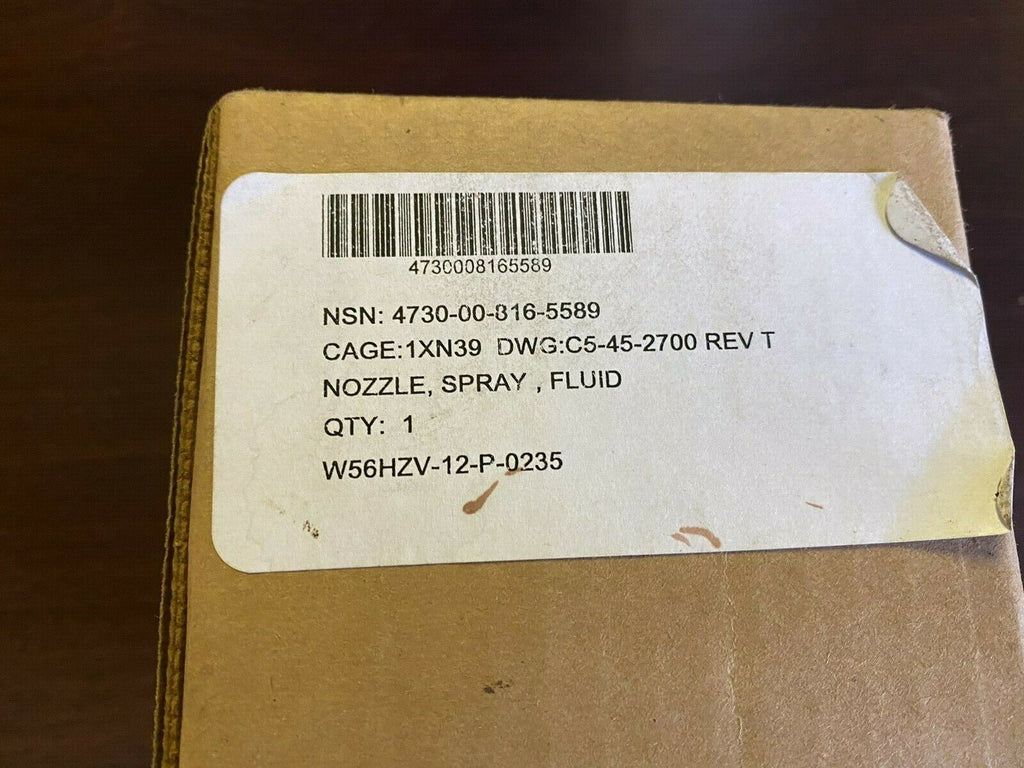 4730008165589
NSN: 4730-00-816-5589
CAGE:1XN39 DWG:C5-45-2700 REV T
NOZZLE, SPRAY , FLUID
QTY: 1
W56HZV-12-P-0235